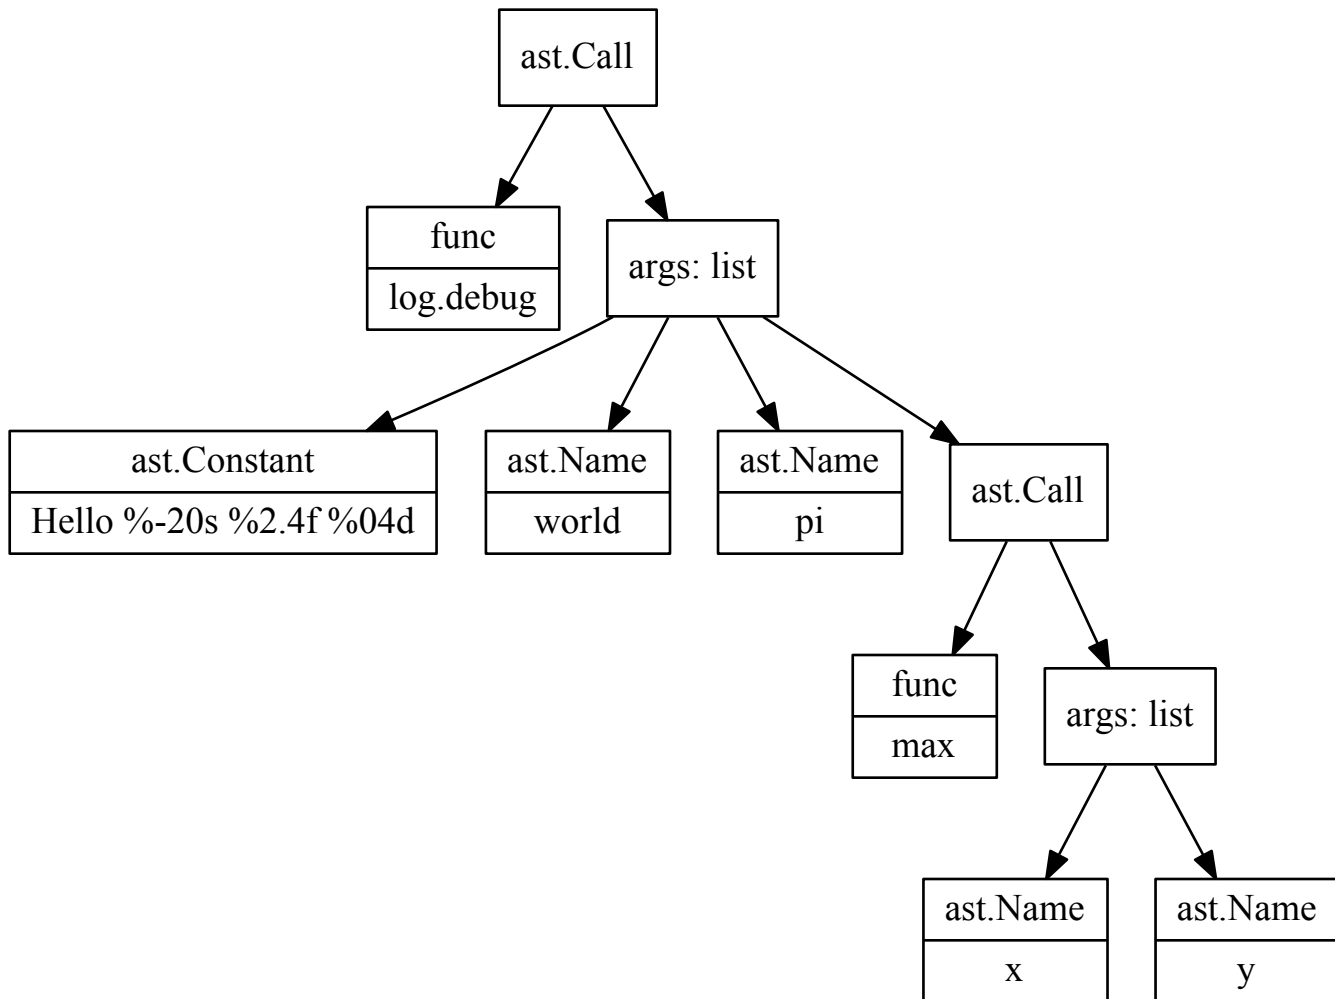 ast.Call
func
log.debug
args: list
ast.Constant
Hello %-20s %2.4f %04d
ast.Name
world
ast.Name
pi
ast.Call
func
max
args: list
ast.Name
x
ast.Name
y